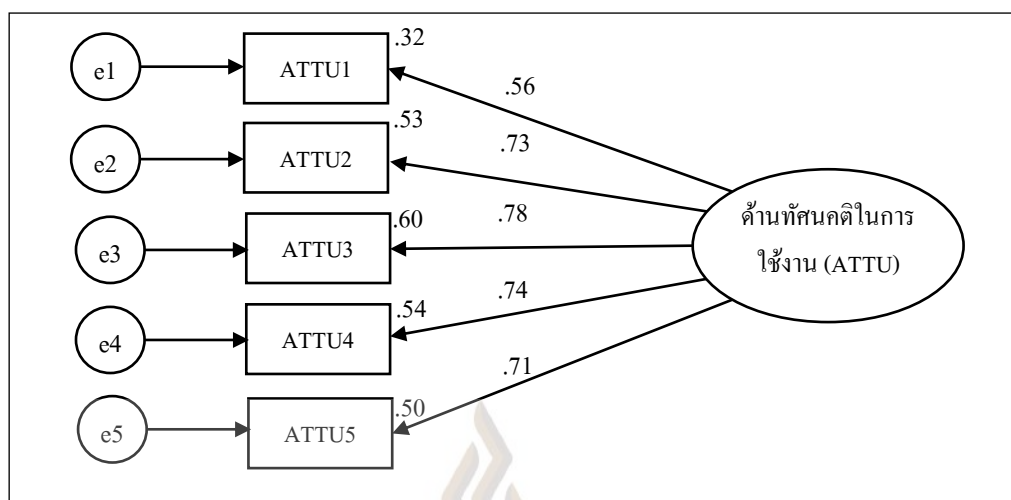 .32
e1
ATTU1
.56
.53
e2
ATTU2
.73
ด้านทัศนคติในการ
ใช้งาน (ATTU)
.60
e3
ATTU3
.78
.54
e4
ATTU4
.74
.50
e5
ATTU5
.71